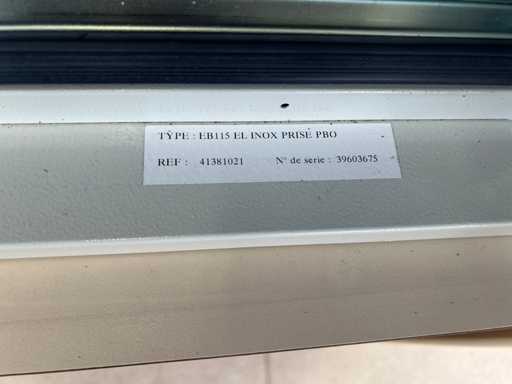 TYPE : EB115 EL INOX PRISE PBO
REF : 41381021 N° de serie : 39603675